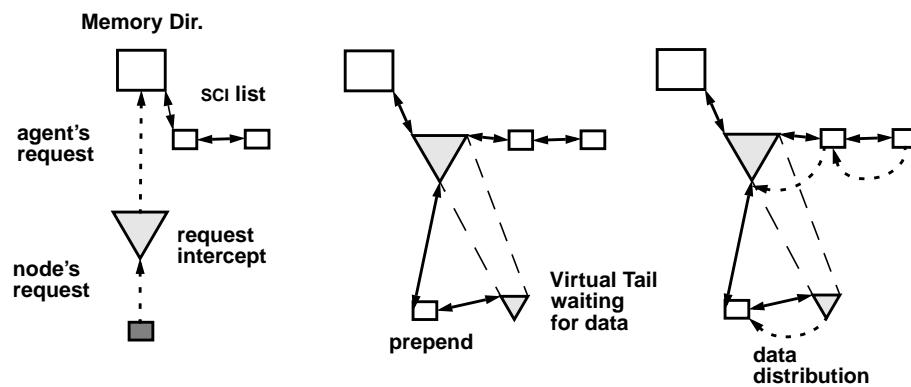 Memory Dir.
SCI list
agent's
request
request
intercept
node's
request
Virtual Tail
waiting
for data
prepend
data
distribution